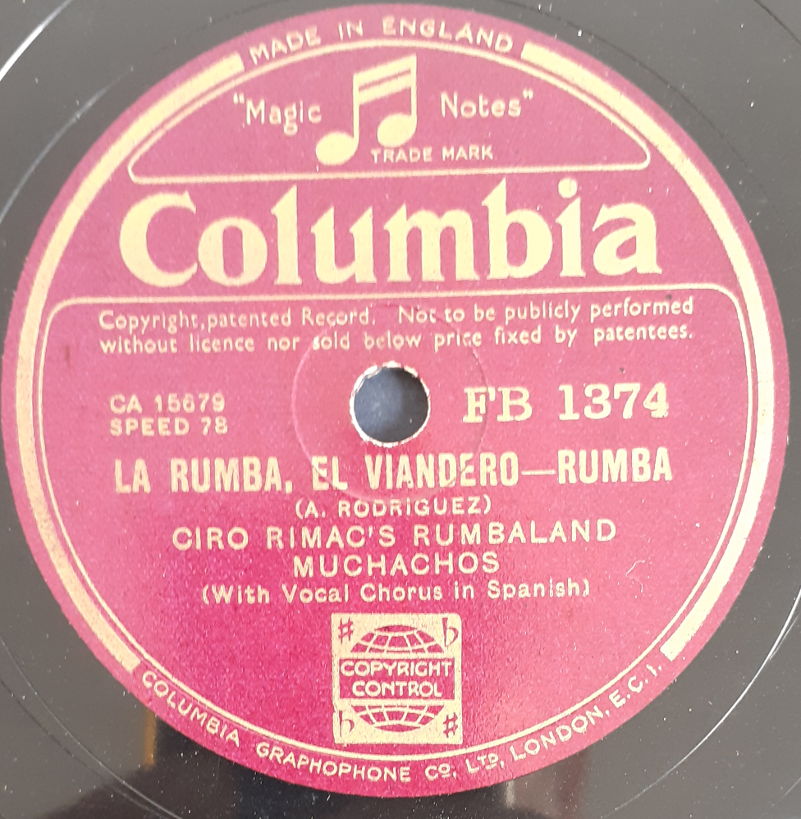 MADE IN ENGLAND
"Magic Notes"
TRADE MARK
Columbia
Copyright, patented Record. Not to be publicly performed
without licence nor sold below price fixed by patentees.
CA 15679
SPEED 78
FB 1374
LA RUMBA, EL VIANDERO—RUMBA
(A. RODRIGUEZ)
CIRO RIMAC'S RUMBALAND
MUCHACHOS
(With Vocal Chorus in Spanish)
COPYRIGHT
CONTROL
COLUMBIA GRAPHOPHONE CO. LTD, LONDON, E.C.1.